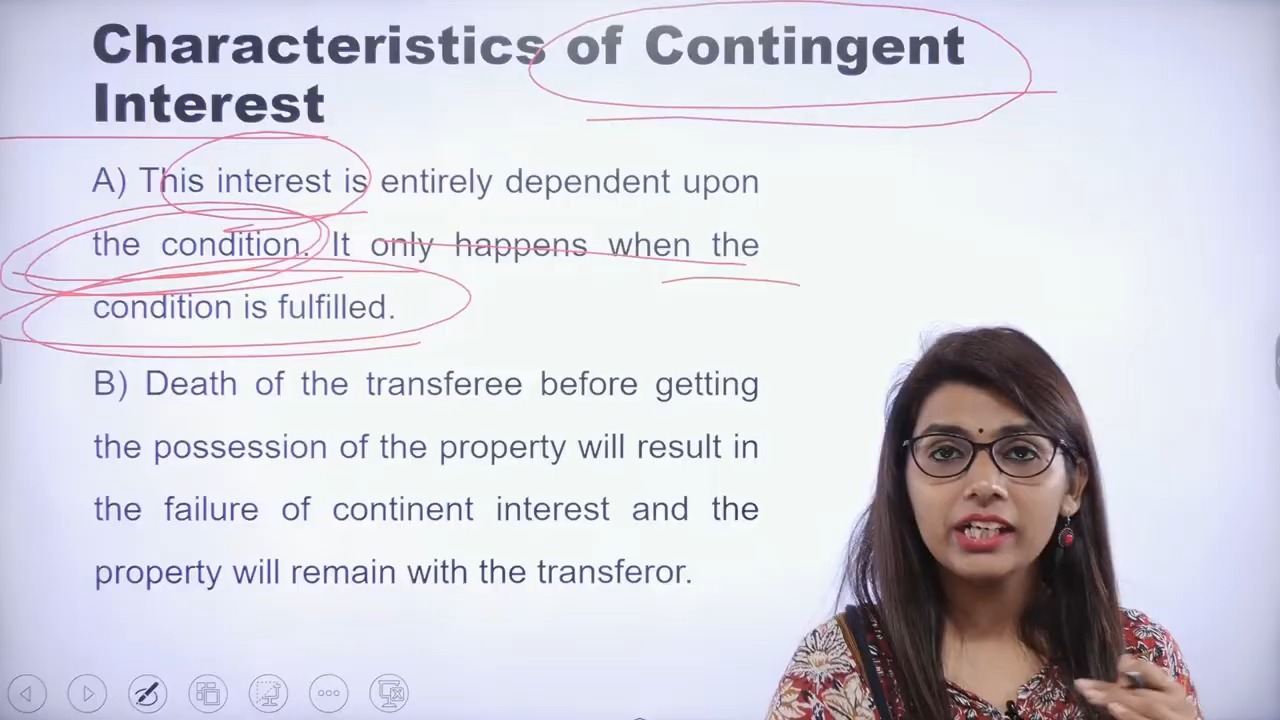 Characteristics of Contingent
Interest
A) This interest is entirely dependent upon
the condition. It only happens when the
condition is fulfilled.
B) Death of the transferee before getting
the possession of the property will result in
the failure of continent interest and the
property will remain with the transferor.